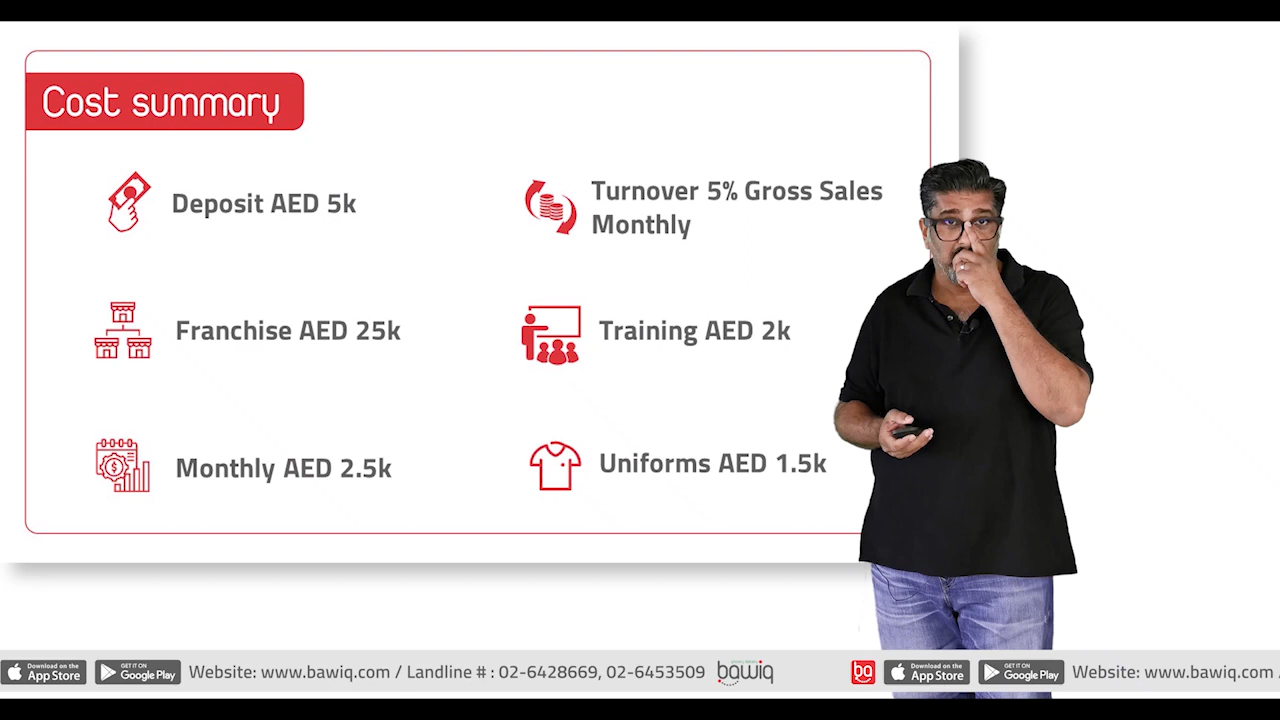 Cost summary
Deposit AED 5k
Turnover 5% Gross Sales
Monthly
Franchise AED 25k
Training AED 2k
Monthly AED 2.5k
Uniforms AED 1.5k
Download on the App Store GET IT ON Google Play Website: www.bawiq.com / Landline # : 02-6428669, 02-6453509 bawiq bq Download on the App Store GET IT ON Google Play Website: www.bawiq.com /